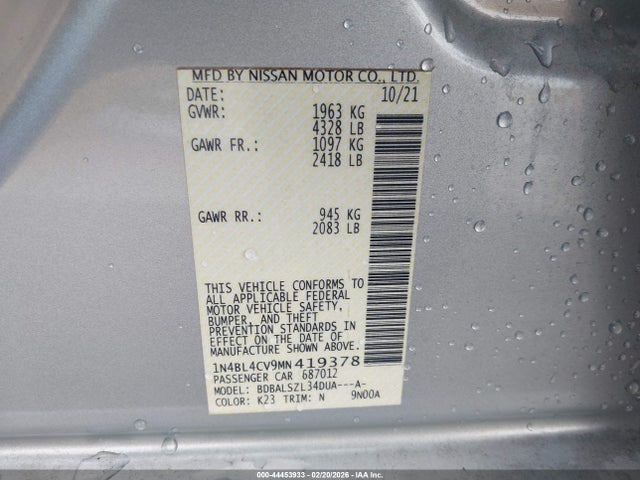 MFD BY NISSAN MOTOR CO., LTD.
DATE: 10/21
GVWR: 1963 KG
4328 LB
GAWR FR.: 1097 KG
2418 LB
GAWR RR.: 945 KG
2083 LB
THIS VEHICLE CONFORMS TO
ALL APPLICABLE FEDERAL
MOTOR VEHICLE SAFETY,
BUMPER, AND THEFT
PREVENTION STANDARDS IN
EFFECT ON THE DATE OF
MANUFACTURE SHOWN ABOVE.
1N4BL4CV9MN419378
PASSENGER CAR 687012
MODEL: BDBALSZL34DUA---A-
COLOR: K23 TRIM: N 9N00A
000-44453933 - 02/20/2026 - IAA, Inc.